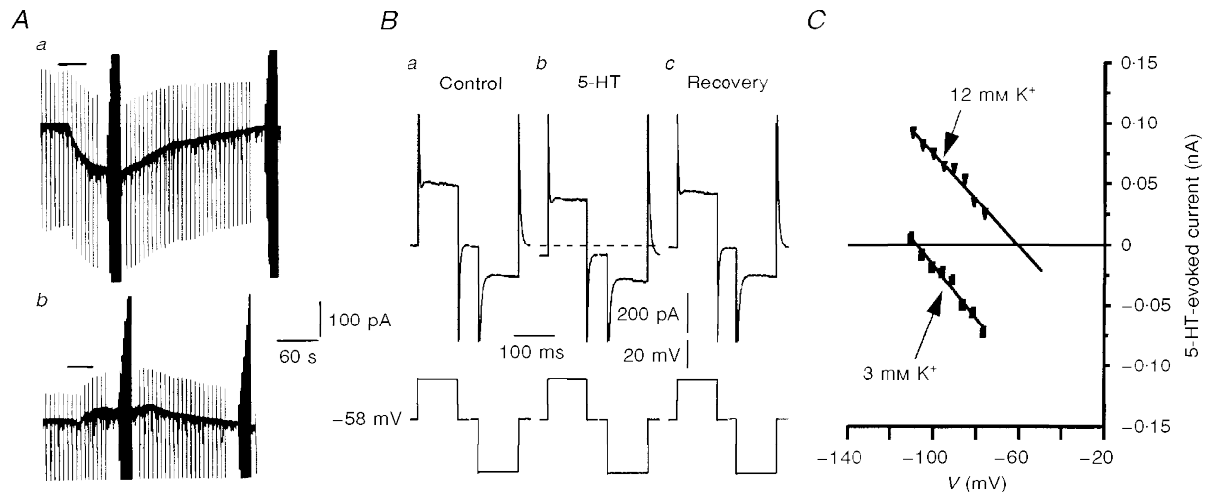 A
a
100 pA
60 s
b
B
a
Control
b
5-HT
c
Recovery
200 pA
100 ms
20 mV
−58 mV
C
12 mM K⁺
3 mM K⁺
0·15
0·10
0·05
0
−0·05
−0·10
−0·15
5-HT-evoked current (nA)
−140
−100
−60
−20
V (mV)